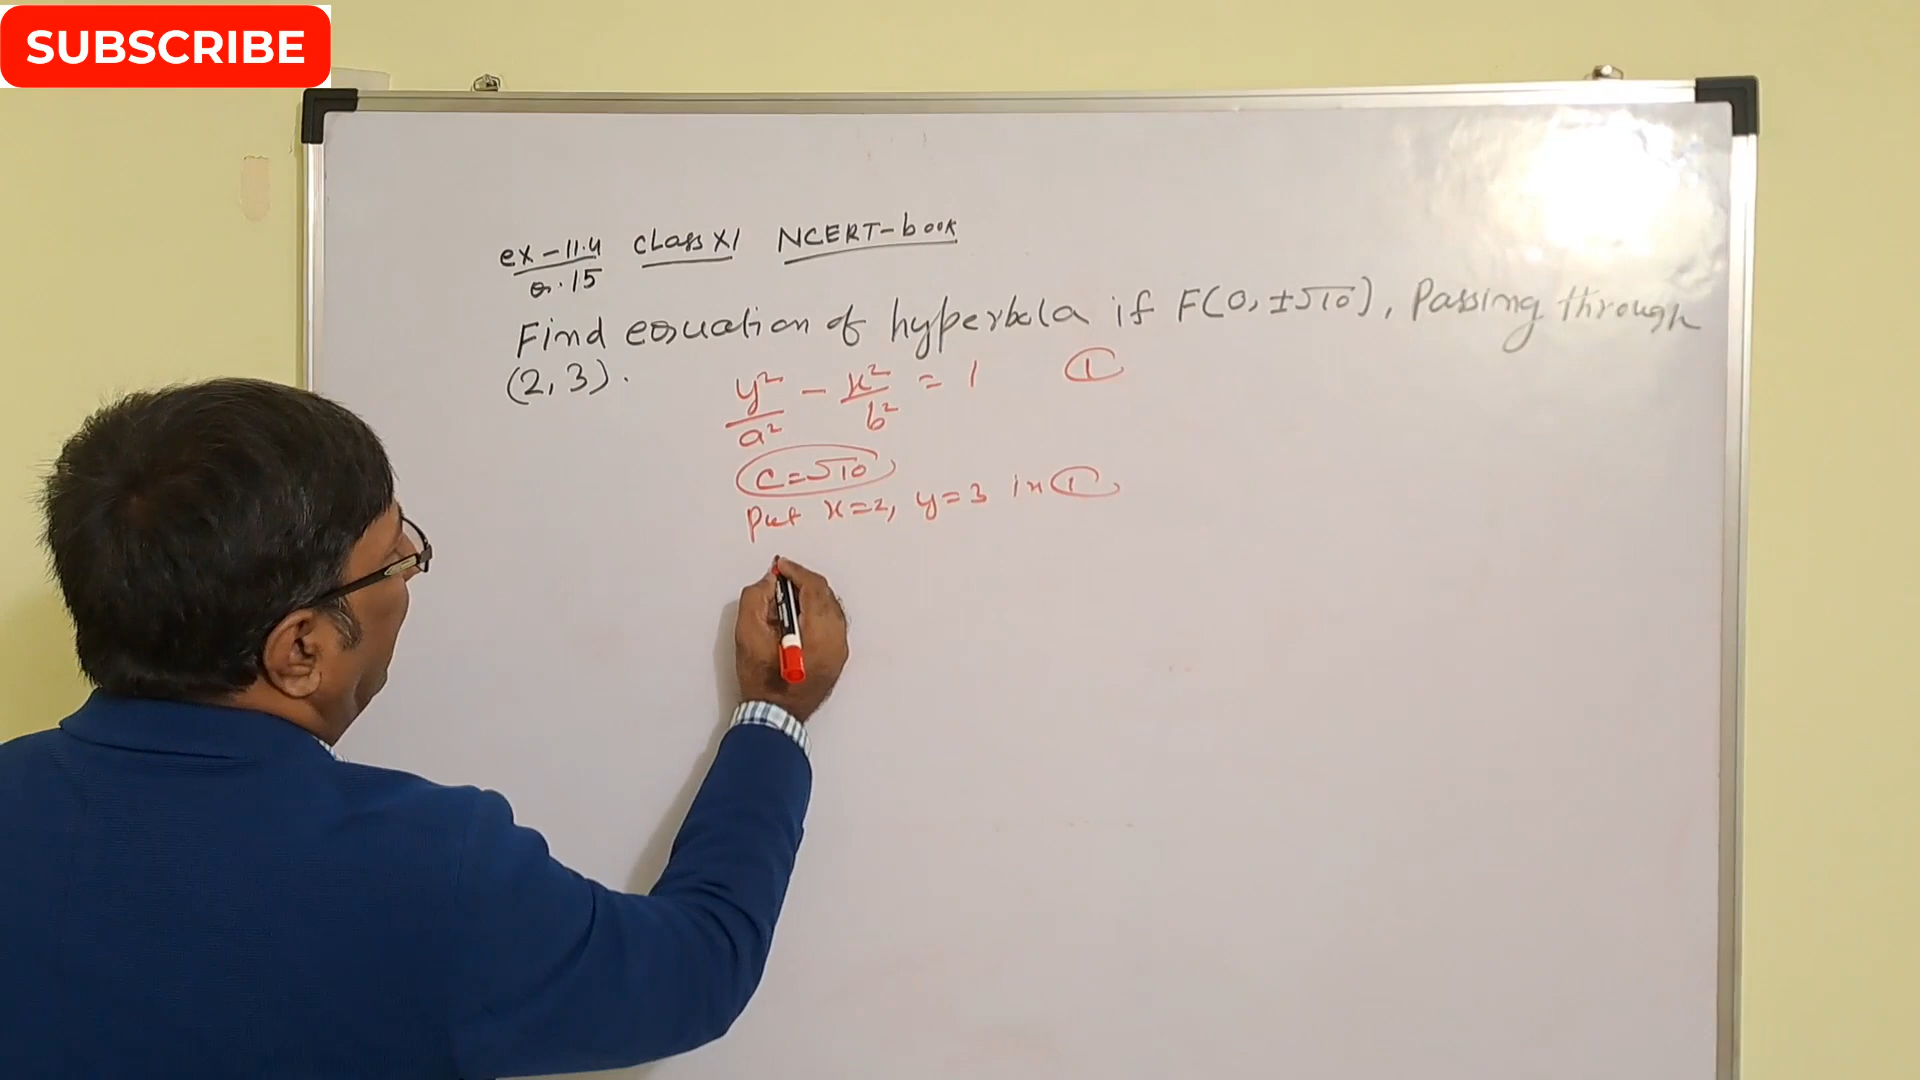 SUBSCRIBE
ex-11.4 class XI NCERT-book
Q.15
Find equation of hyperbola if F(0, ±√10), Passing through
(2,3).
y²/a² - x²/b² = 1 ①
c=√10
Put x=2, y=3 in ①